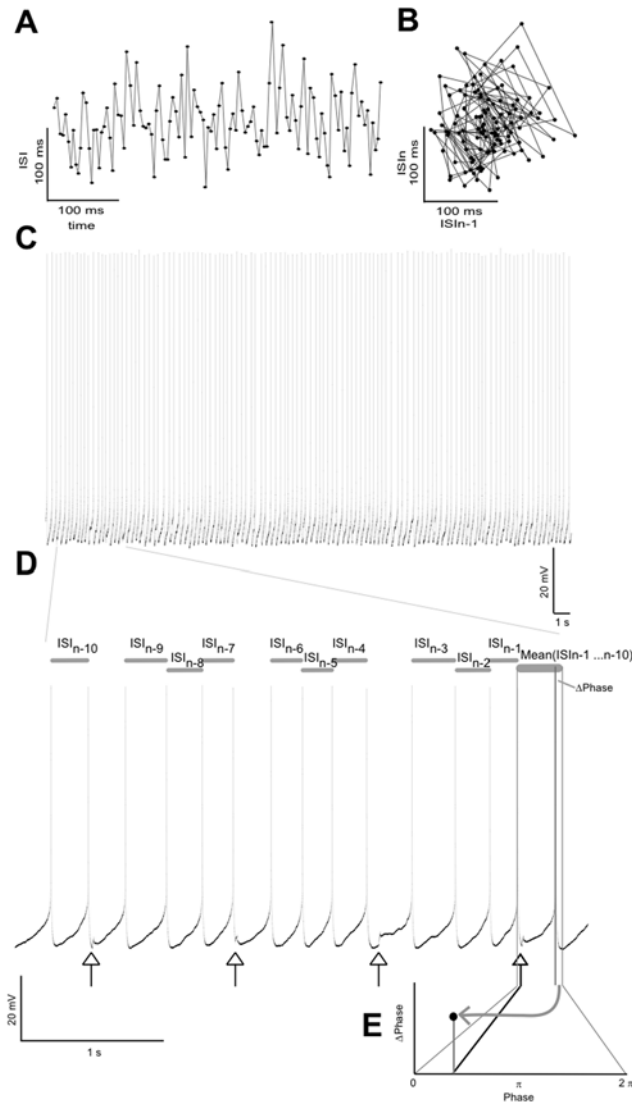 A
B
ISI
100 ms
100 ms
time
ISIn
100 ms
100 ms
ISIn-1
C
20 mV
1 s
D
ISIn-10
ISIn-9
ISIn-8
ISIn-7
ISIn-6
ISIn-5
ISIn-4
ISIn-3
ISIn-2
ISIn-1
Mean(ISIn-1 ...n-10)
ΔPhase
20 mV
1 s
E
ΔPhase
0
π
2 π
Phase